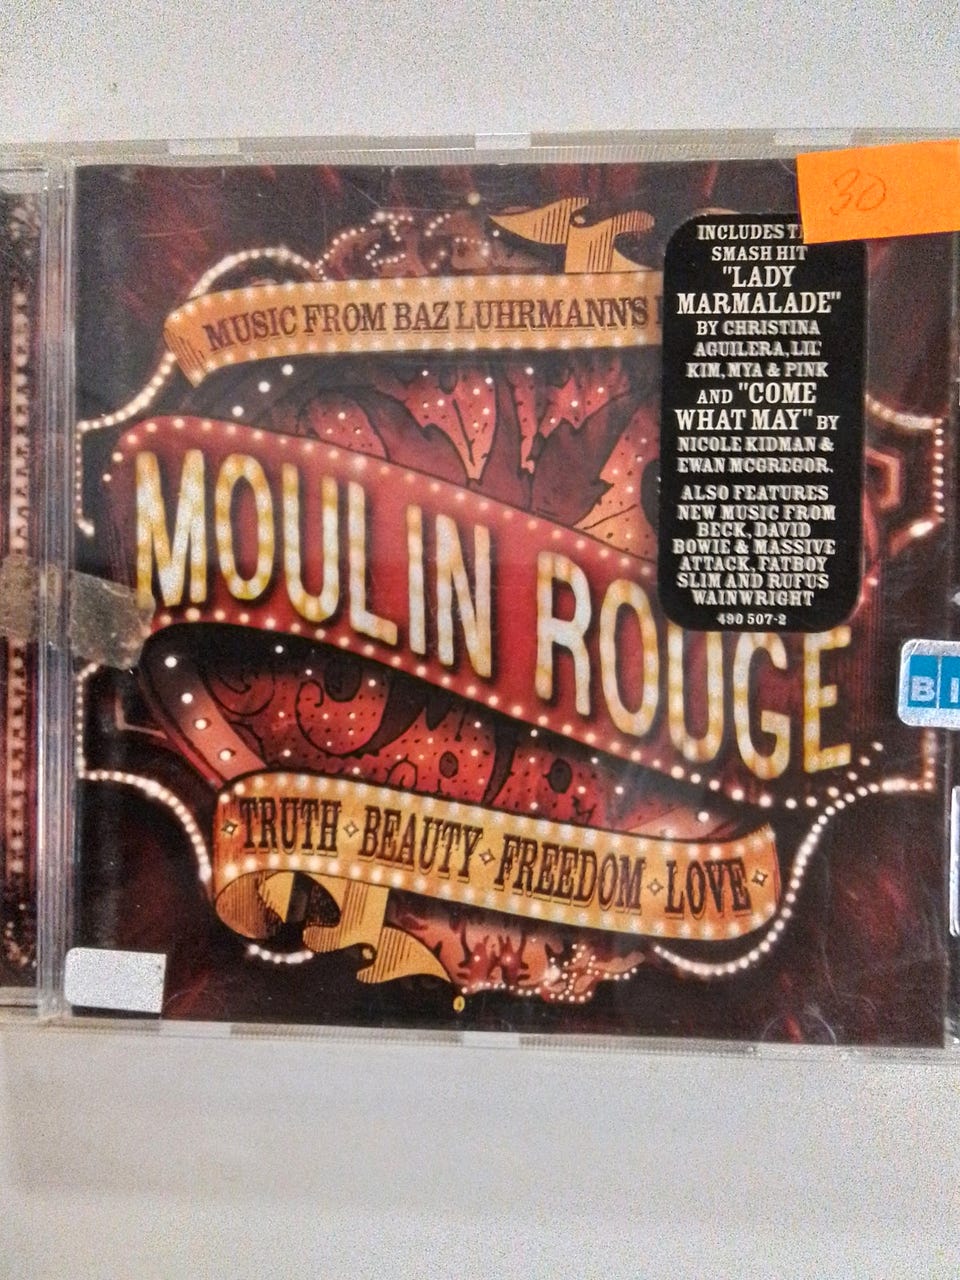 30
MUSIC FROM BAZ LUHRMANN'S
MOULIN ROUGE
TRUTH · BEAUTY · FREEDOM · LOVE
INCLUDES
SMASH HIT
"LADY
MARMALADE"
BY CHRISTINA
AGUILERA, LIL'
KIM, MYA & PINK
AND "COME
WHAT MAY" BY
NICOLE KIDMAN &
EWAN MCGREGOR.
ALSO FEATURES
NEW MUSIC FROM
BECK, DAVID
BOWIE & MASSIVE
ATTACK, FATBOY
SLIM AND RUFUS
WAINWRIGHT
490 507-2